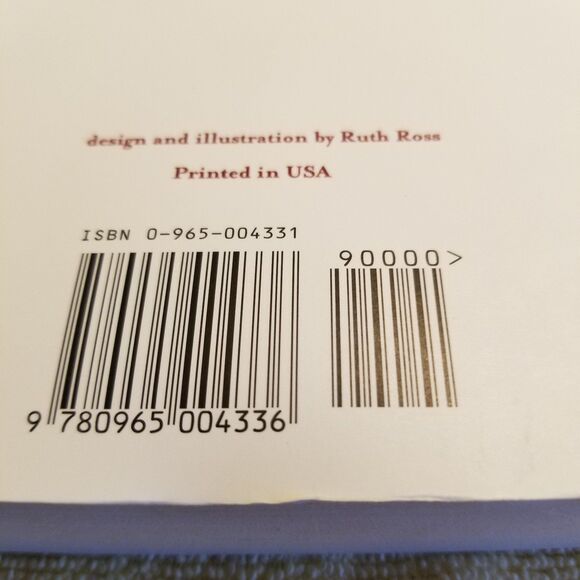 design and illustration by Ruth Ross
Printed in USA
ISBN 0-965-004331
90000>
9 780965 004336